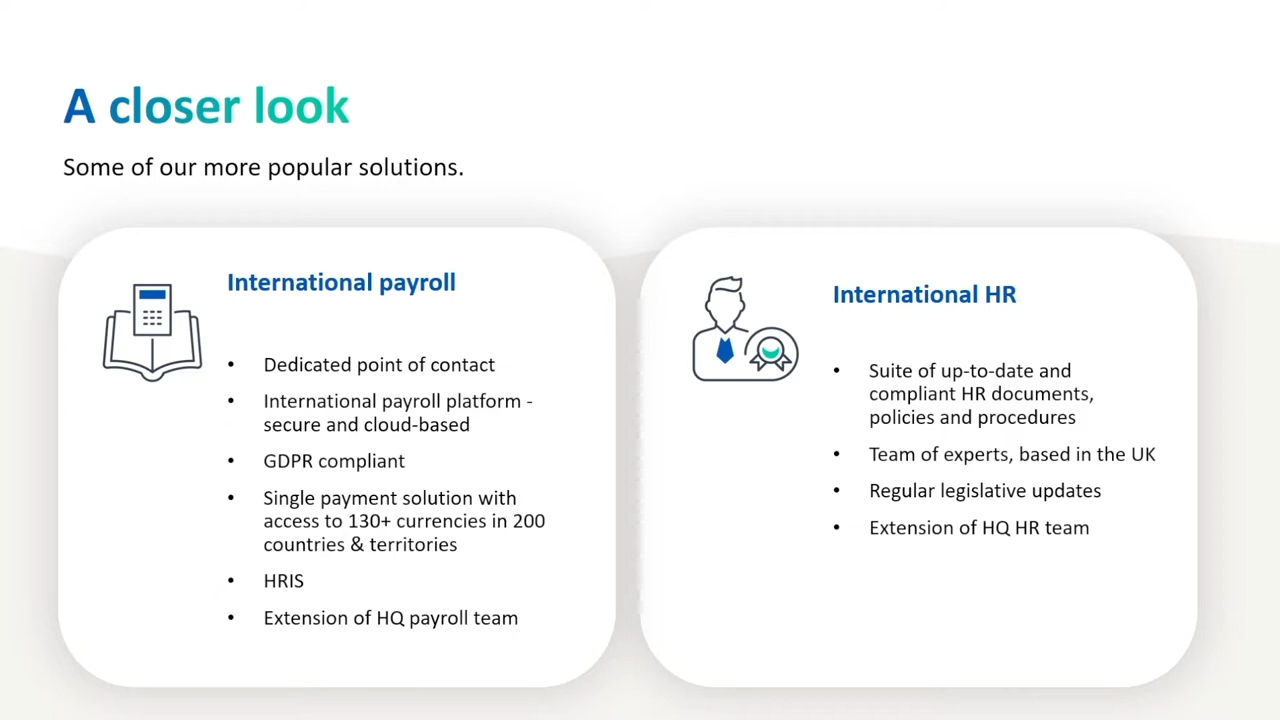 A closer look
Some of our more popular solutions.
International payroll
• Dedicated point of contact
• International payroll platform -
secure and cloud-based
• GDPR compliant
• Single payment solution with
access to 130+ currencies in 200
countries & territories
• HRIS
• Extension of HQ payroll team
International HR
• Suite of up-to-date and
compliant HR documents,
policies and procedures
• Team of experts, based in the UK
• Regular legislative updates
• Extension of HQ HR team